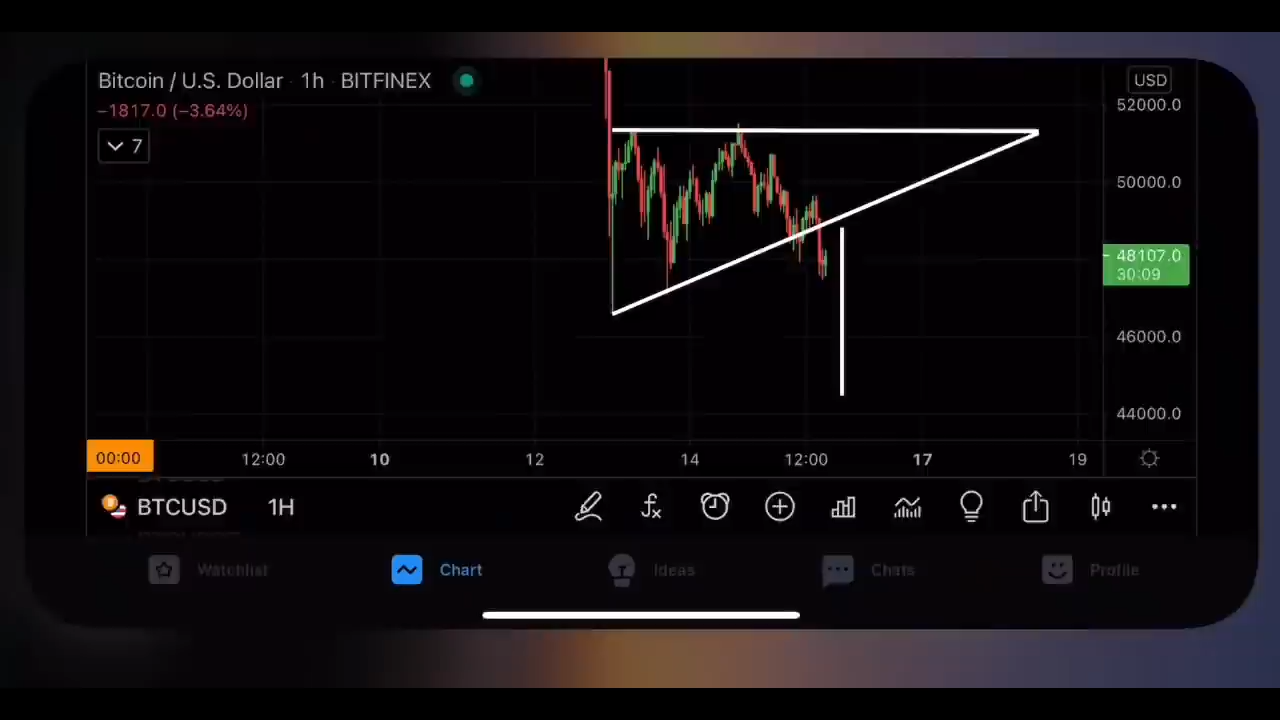 Bitcoin / U.S. Dollar · 1h · BITFINEX
USD
−1817.0 (−3.64%)
7
52000.0
50000.0
48107.0
30:09
46000.0
44000.0
00:00
12:00
10
12
14
12:00
17
19
BTCUSD
1H
Watchlist
Chart
Ideas
Chats
Profile